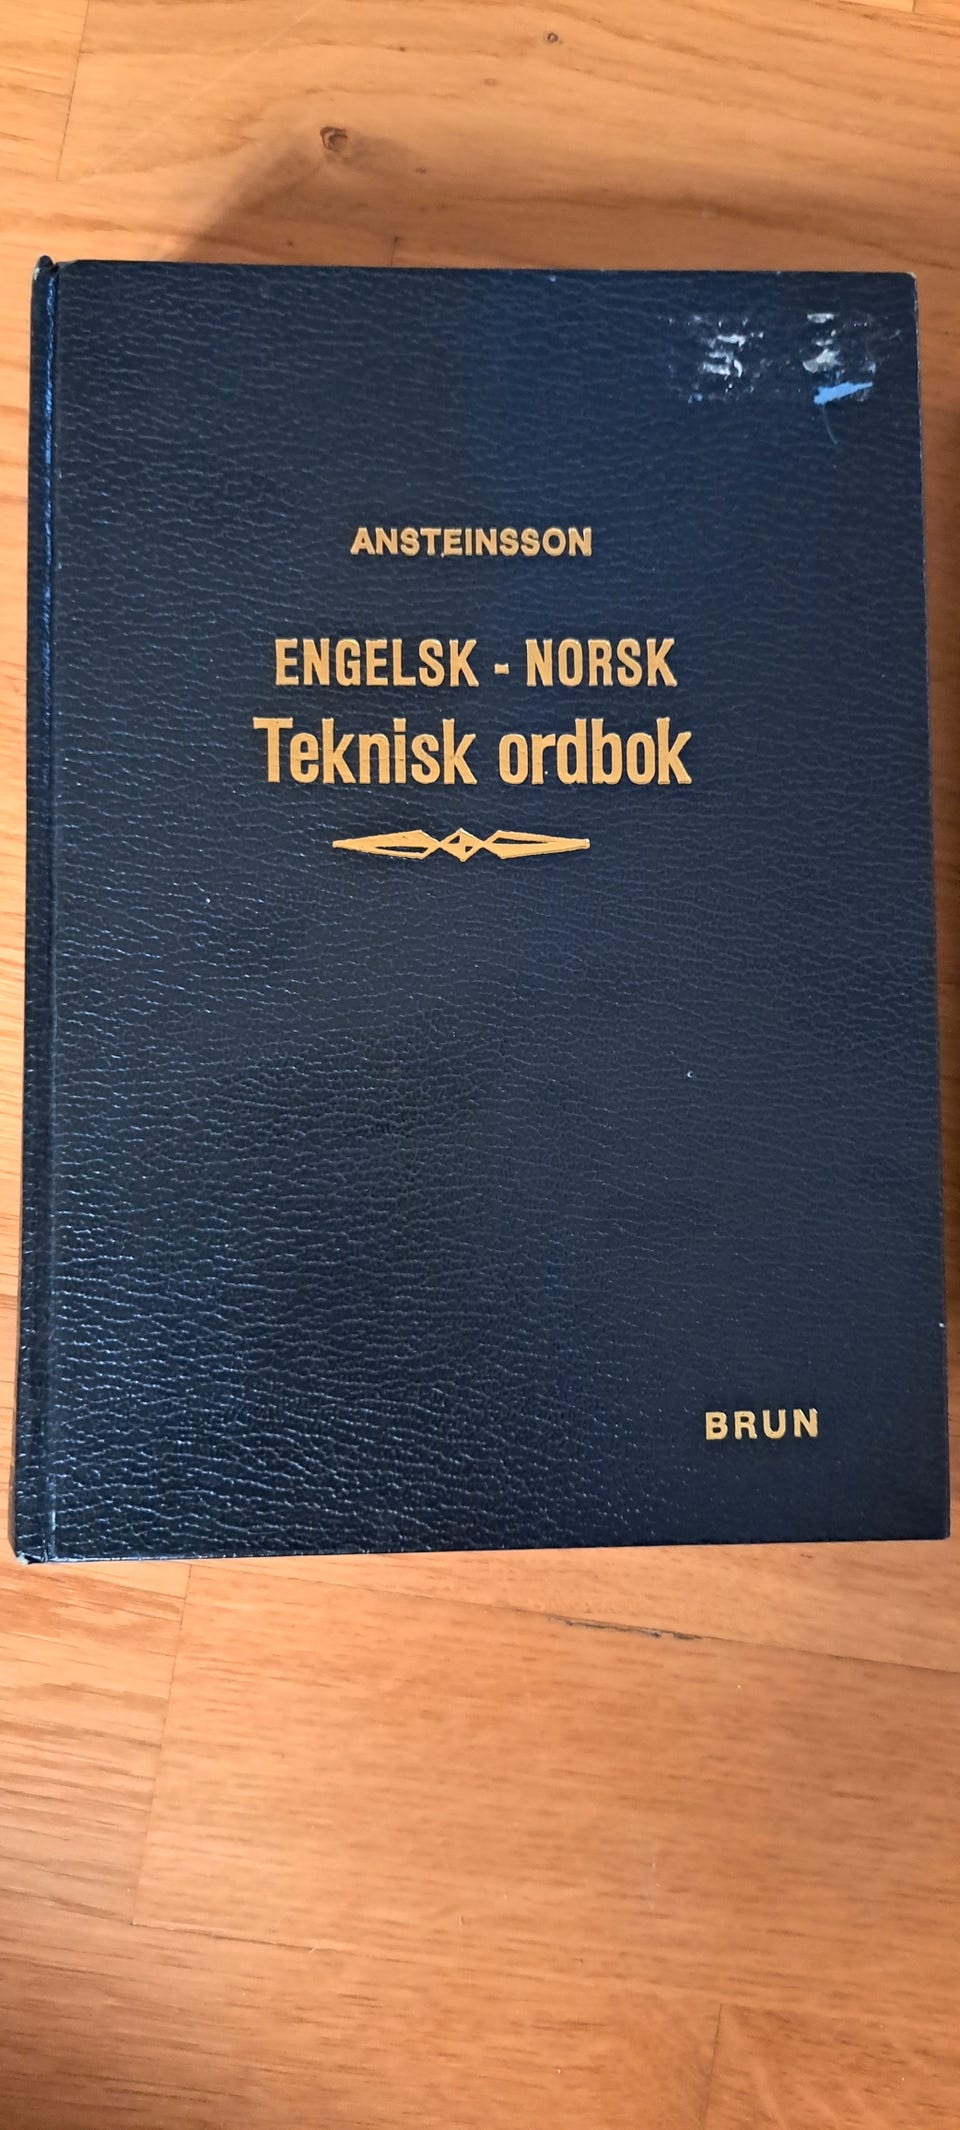 ANSTEINSSON
ENGELSK - NORSK
Teknisk ordbok
BRUN